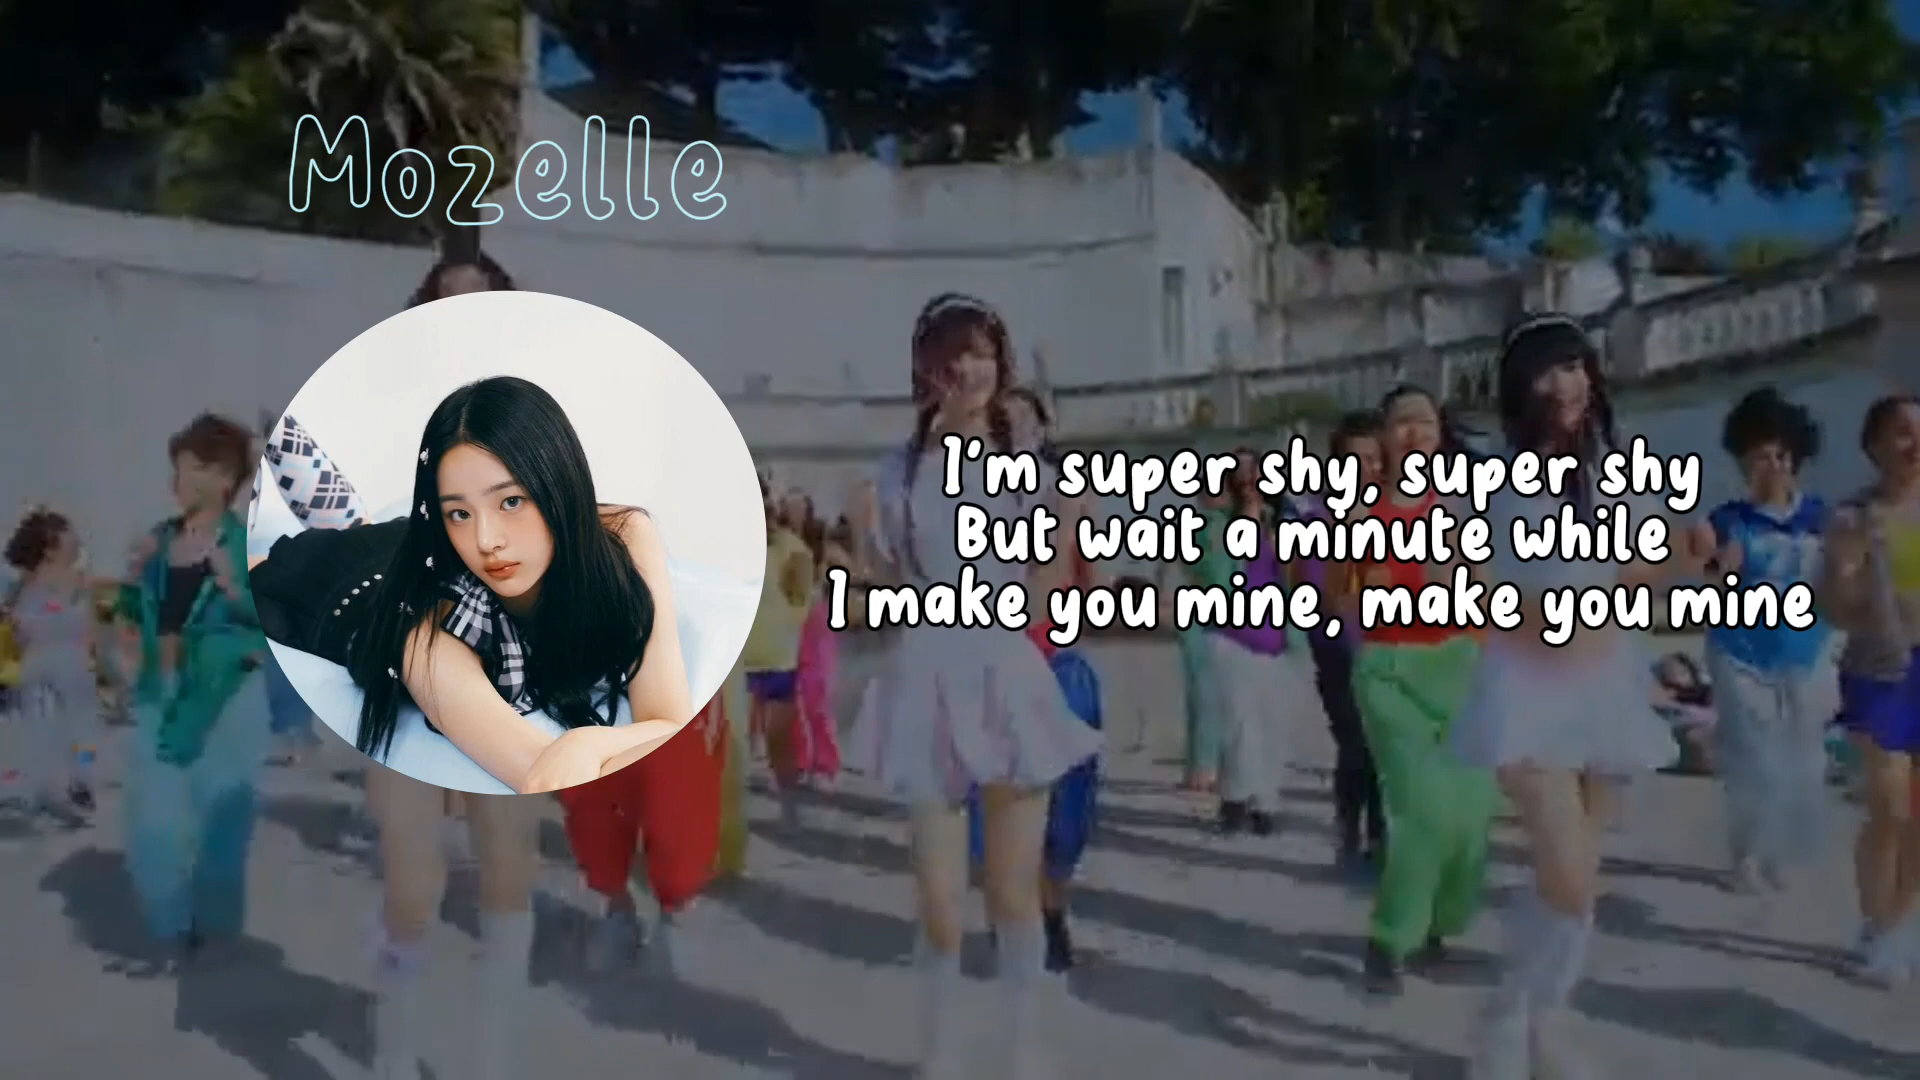 Mozelle
I'm super shy, super shy
But wait a minute while
I make you mine, make you mine